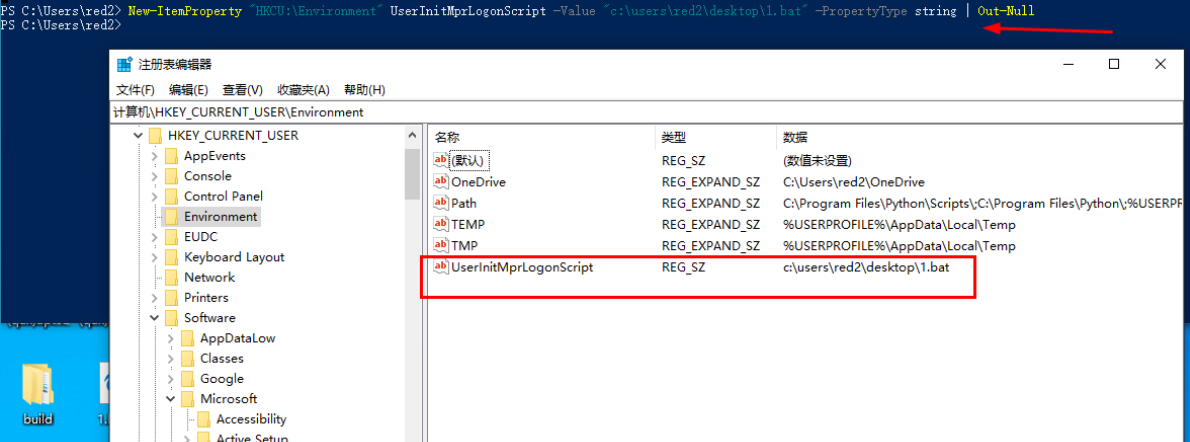 PS C:\Users\red2> New-ItemProperty "HKCU:\Environment" UserInitMprLogonScript -Value "c:\users\red2\desktop\1.bat" -PropertyType string | Out-Null
PS C:\Users\red2>
注册表编辑器
文件(F) 编辑(E) 查看(V) 收藏夹(A) 帮助(H)
计算机\HKEY_CURRENT_USER\Environment
HKEY_CURRENT_USER
AppEvents
Console
Control Panel
Environment
EUDC
Keyboard Layout
Network
Printers
Software
AppDataLow
Classes
Google
Microsoft
Accessibility
Active Setup
名称 类型 数据
(默认) REG_SZ (数值未设置)
OneDrive REG_EXPAND_SZ C:\Users\red2\OneDrive
Path REG_EXPAND_SZ C:\Program Files\Python\Scripts\;C:\Program Files\Python\;%USERPR
TEMP REG_EXPAND_SZ %USERPROFILE%\AppData\Local\Temp
TMP REG_EXPAND_SZ %USERPROFILE%\AppData\Local\Temp
UserInitMprLogonScript REG_SZ c:\users\red2\desktop\1.bat
build